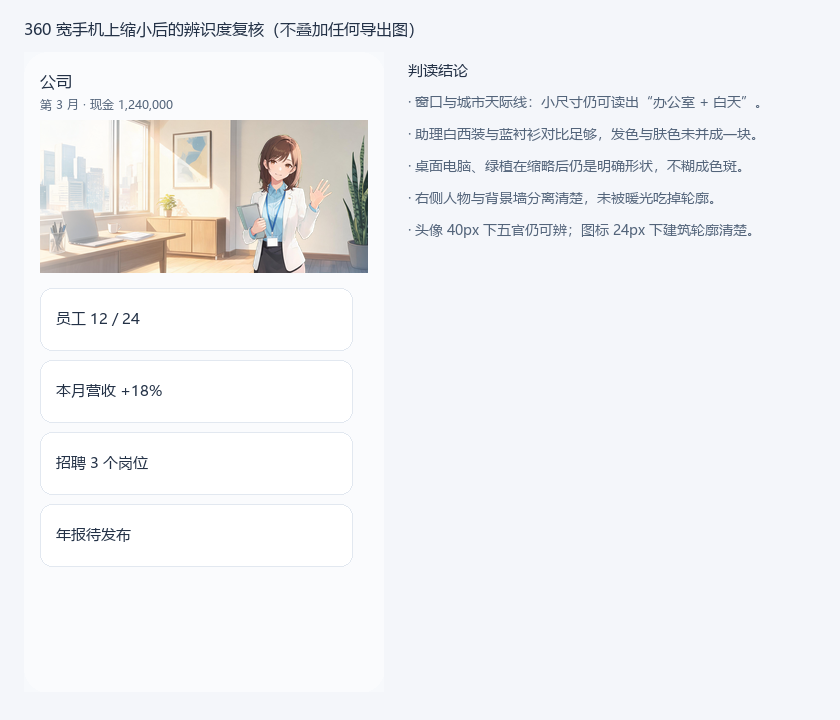 360 宽手机上缩小后的辨识度复核（不叠加任何导出图）
公司
第 3 月 · 现金 1,240,000
员工 12 / 24
本月营收 +18%
招聘 3 个岗位
年报待发布
判读结论
· 窗口与城市天际线：小尺寸仍可读出“办公室 + 白天”。
· 助理白西装与蓝衬衫对比足够，发色与肤色未并成一块。
· 桌面电脑、绿植在缩略后仍是明确形状，不糊成色斑。
· 右侧人物与背景墙分离清楚，未被暖光吃掉轮廓。
· 头像 40px 下五官仍可辨；图标 24px 下建筑轮廓清楚。